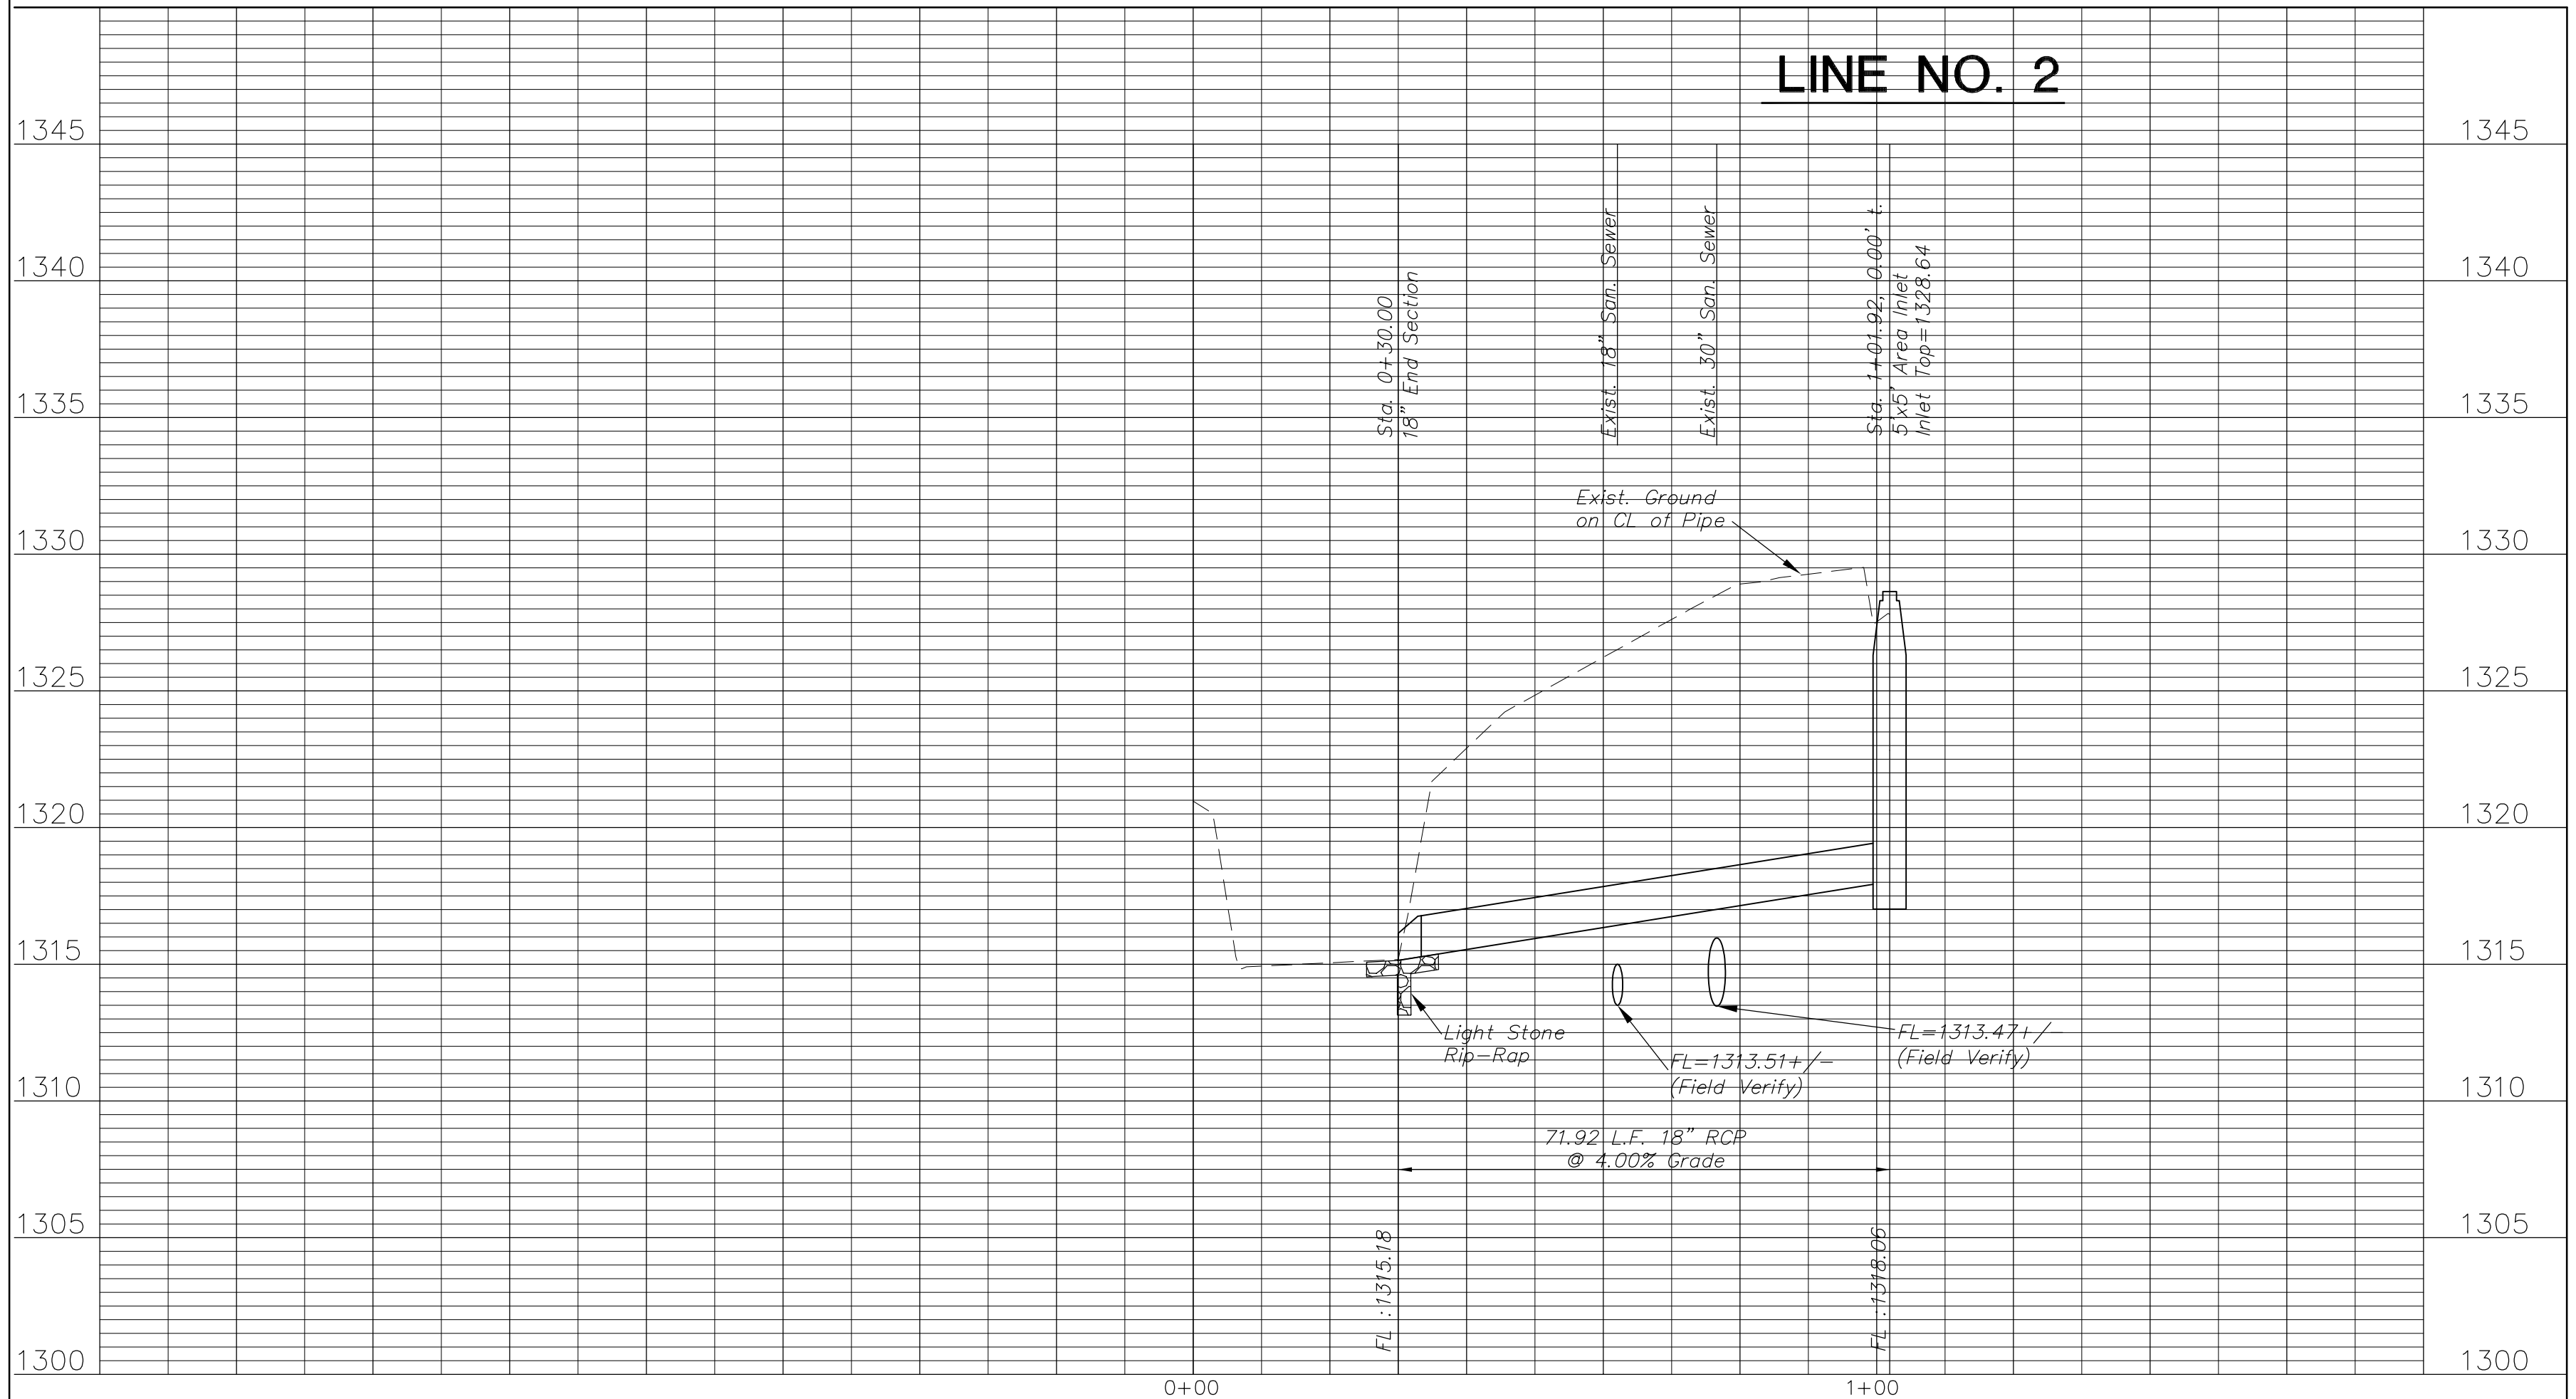 LINE NO. 2
1345
1345
1340
1340
1335
1335
1330
1330
1325
1325
1320
1320
1315
1315
1310
1310
1305
1305
1300
1300
Sta. 0+30.00
18" End Section
Exist. 18" San. Sewer
Exist. 30" San. Sewer
Sta. 1+01.92, 0.00' t.
5'x5' Area Inlet
Inlet Top=1328.64
Exist. Ground
on CL of Pipe
Light Stone
Rip-Rap
FL=1313.51+/-
(Field Verify)
FL=1313.47+/-
(Field Verify)
71.92 L.F. 18" RCP
@ 4.00% Grade
FL :1315.18
FL :1318.06
0+00
1+00